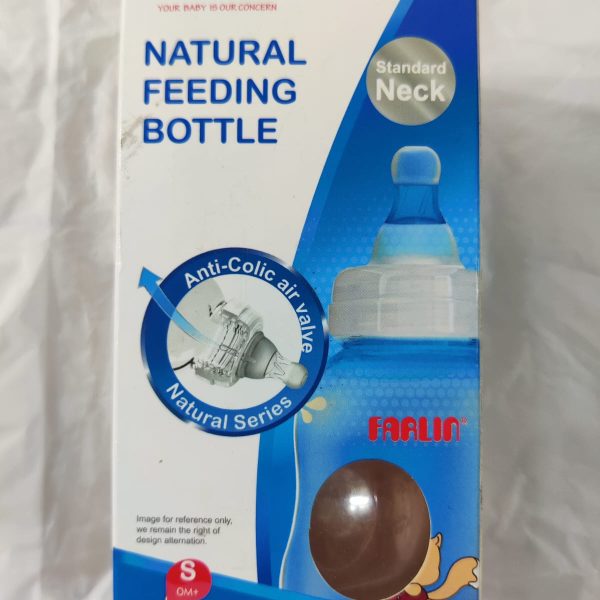 YOUR BABY IS OUR CONCERN
NATURAL
FEEDING
BOTTLE
Standard
Neck
Anti-Colic air valve
Natural Series
FARLIN®
Image for reference only,
we remain the right of
design alternation.
S
0M+